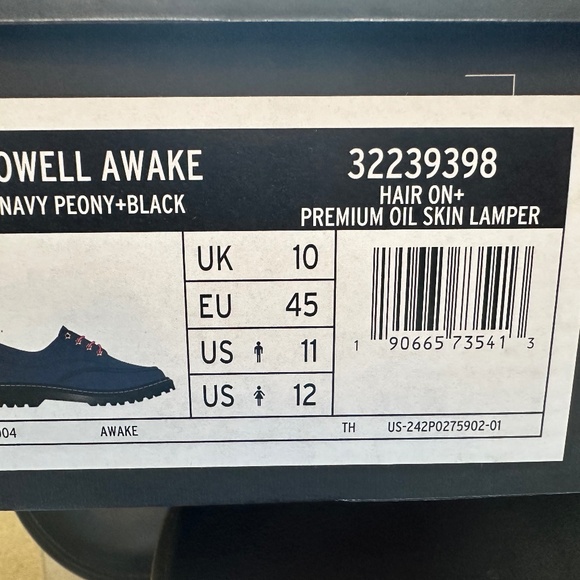 OWELL AWAKE
NAVY PEONY+BLACK
32239398
HAIR ON+
PREMIUM OIL SKIN LAMPER
UK 10
EU 45
US 11
US 12
1 90665 73541 3
004 AWAKE TH US-242P0275902-01